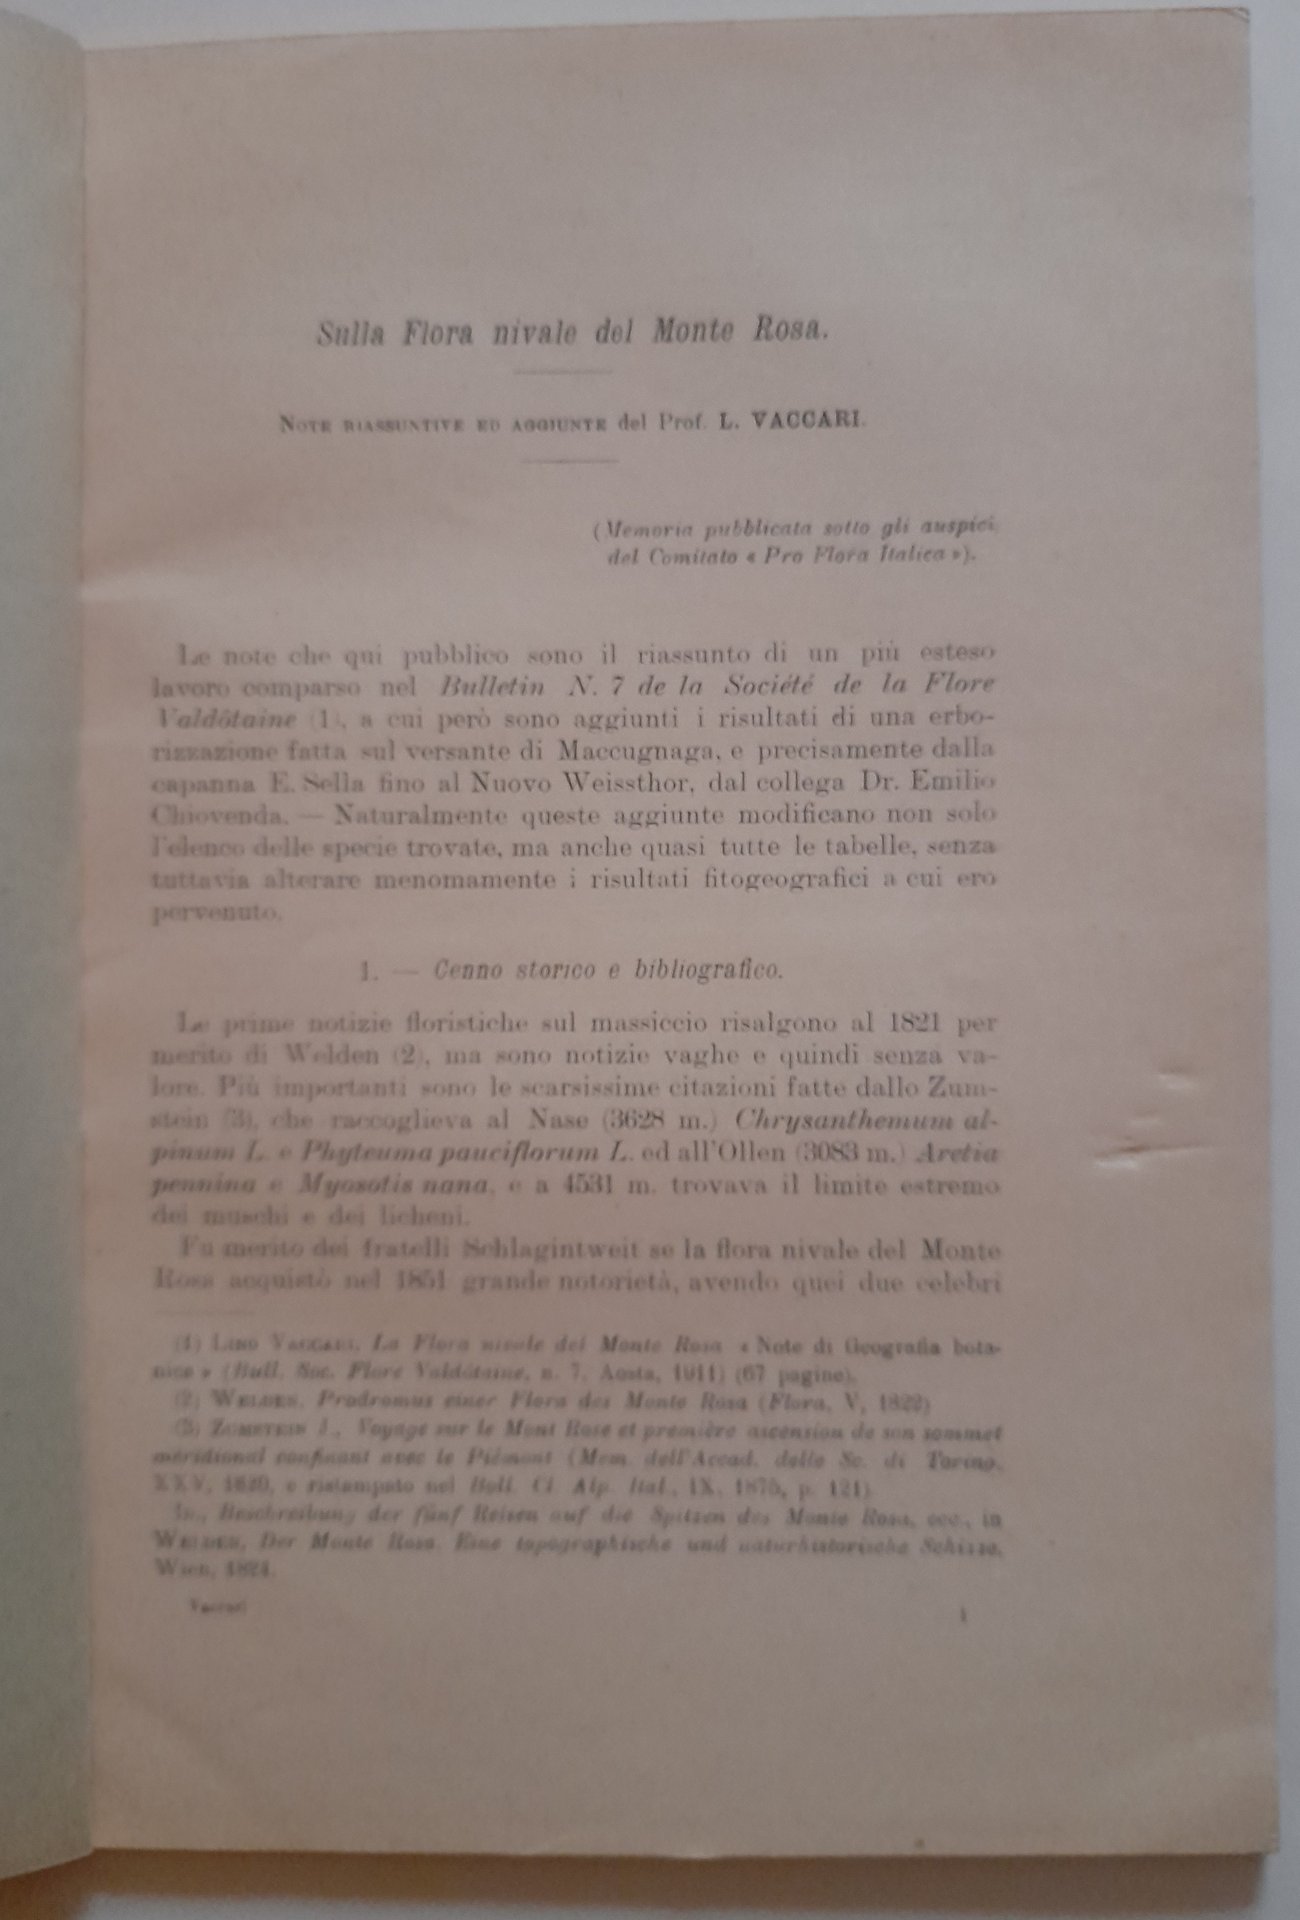 Sulla Flora nivale del Monte Rosa.
NOTE RIASSUNTIVE ED AGGIUNTE del Prof. L. VACCARI.
(Memoria pubblicata sotto gli auspici
del Comitato « Pro Flora Italica »).
Le note che qui pubblico sono il riassunto di un più esteso
lavoro comparso nel Bulletin N. 7 de la Société de la Flore
Valdôtaine (1), a cui però sono aggiunti i risultati di una erbo-
rizzazione fatta sul versante di Maccugnaga, e precisamente dalla
capanna E. Sella fino al Nuovo Weissthor, dal collega Dr. Emilio
Chiovenda. — Naturalmente queste aggiunte modificano non solo
l'elenco delle specie trovate, ma anche quasi tutte le tabelle, senza
tuttavia alterare menomamente i risultati fitogeografici a cui ero
pervenuto.
1. — Cenno storico e bibliografico.
Le prime notizie floristiche sul massiccio risalgono al 1821 per
merito di Welden (2), ma sono notizie vaghe e quindi senza va-
lore. Più importanti sono le scarsissime citazioni fatte dallo Zum-
stein (3), che raccoglieva al Nase (3628 m.) Chrysanthemum al-
pinum L. e Phyteuma pauciflorum L. ed all'Ollen (3083 m.) Aretia
pennina e Myosotis nana, e a 4531 m. trovava il limite estremo
dei muschi e dei licheni.
Fu merito dei fratelli Schlagintweit se la flora nivale del Monte
Rosa acquistò nel 1851 grande notorietà, avendo quei due celebri
(1) LINO VACCARI, La Flora nivale del Monte Rosa « Note di Geografia bota-
nica » (Bull. Soc. Flore Valdôtaine, n. 7, Aosta, 1911) (67 pagine).
(2) WELDEN, Prodromus einer Flora des Monte Rosa (Flora, V, 1822)
(3) ZUMSTEIN J., Voyage sur le Mont Rose et première ascension de son sommet
méridional confinant avec le Piémont (Mem. dell'Accad. delle Sc. di Torino,
XXV, 1820, e ristampato nel Boll. Cl. Alp. Ital., IX, 1875, p. 121)
ID., Beschreibung der fünf Reisen auf die Spitzen des Monte Rosa, ecc., in
WELDEN, Der Monte Rosa. Eine topographische und naturhistorische Schizze,
Wien, 1824.
Vaccari
1